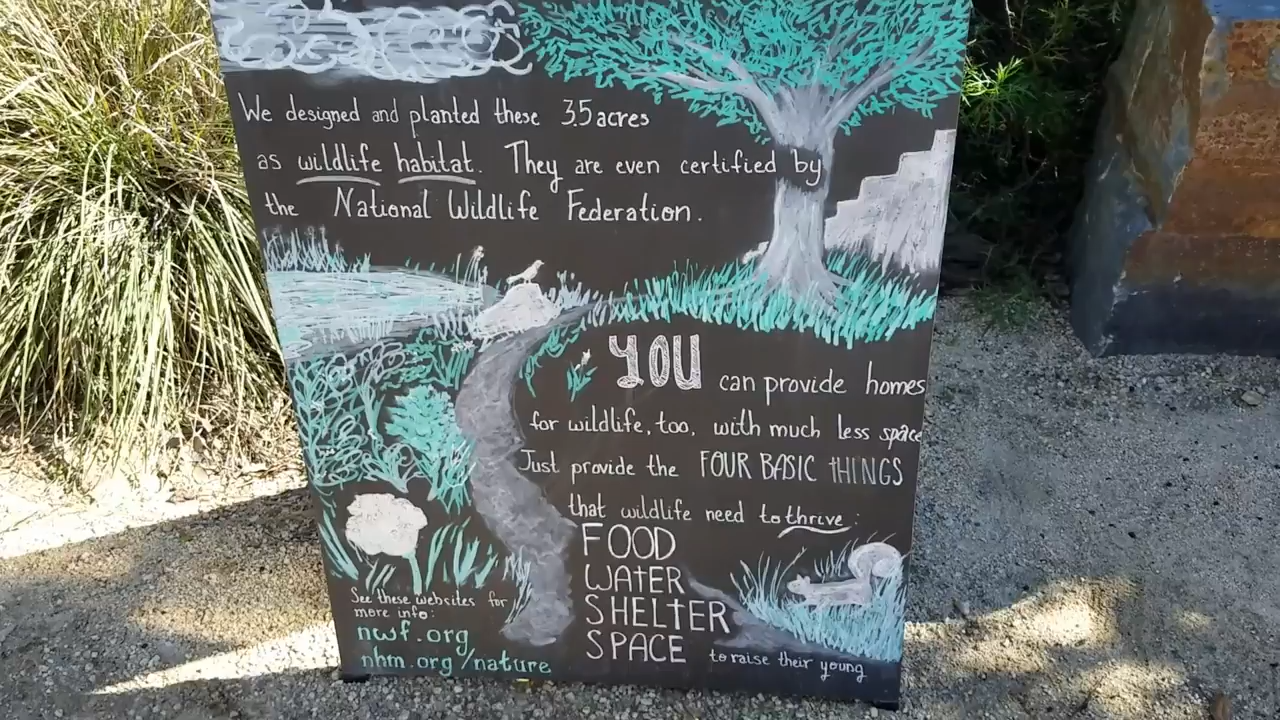 We designed and planted these 3.5 acres
as wildlife habitat. They are even certified by
the National Wildlife Federation.
YOU can provide homes
for wildlife, too, with much less space
Just provide the FOUR BASIC THINGS
that wildlife need to thrive:
FOOD
WATER
SHELTER
SPACE to raise their young
See these websites for
more info:
nwf.org
nhm.org/nature